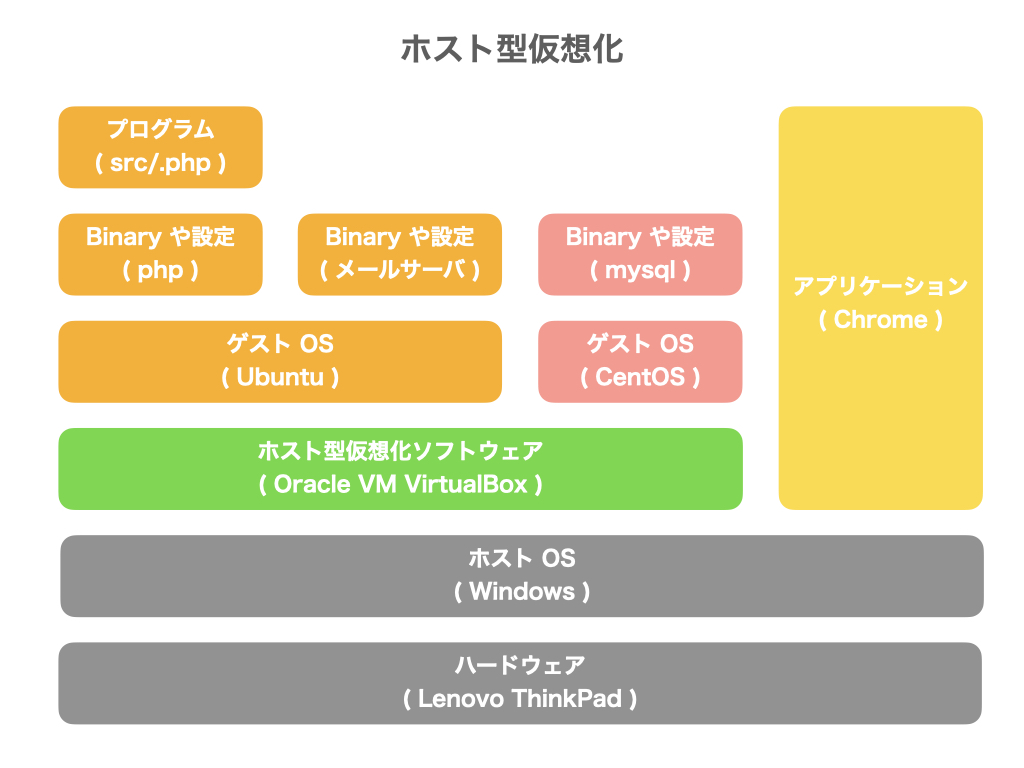 ホスト型仮想化
プログラム
( src/.php )
Binary や設定
( php )
Binary や設定
( メールサーバ )
Binary や設定
( mysql )
アプリケーション
( Chrome )
ゲスト OS
( Ubuntu )
ゲスト OS
( CentOS )
ホスト型仮想化ソフトウェア
( Oracle VM VirtualBox )
ホスト OS
( Windows )
ハードウェア
( Lenovo ThinkPad )